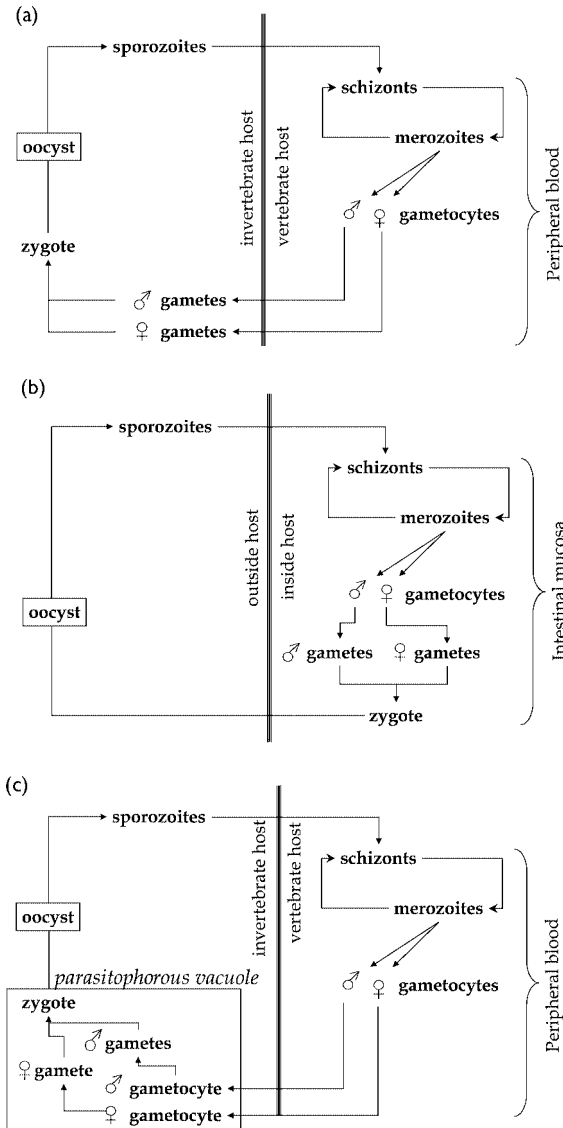 (a)
sporozoites
schizonts
oocyst
invertebrate host
vertebrate host
merozoites
Peripheral blood
♂ ♀ gametocytes
zygote
♂ gametes
♀ gametes
(b)
sporozoites
schizonts
merozoites
outside host
inside host
Intestinal mucosa
oocyst
♂ ♀ gametocytes
♂ gametes ♀ gametes
zygote
(c)
sporozoites
invertebrate host
vertebrate host
schizonts
oocyst
merozoites
Peripheral blood
parasitophorous vacuole
zygote
♂ ♀ gametocytes
♂ gametes
♀ gamete
♂ gametocyte
♀ gametocyte